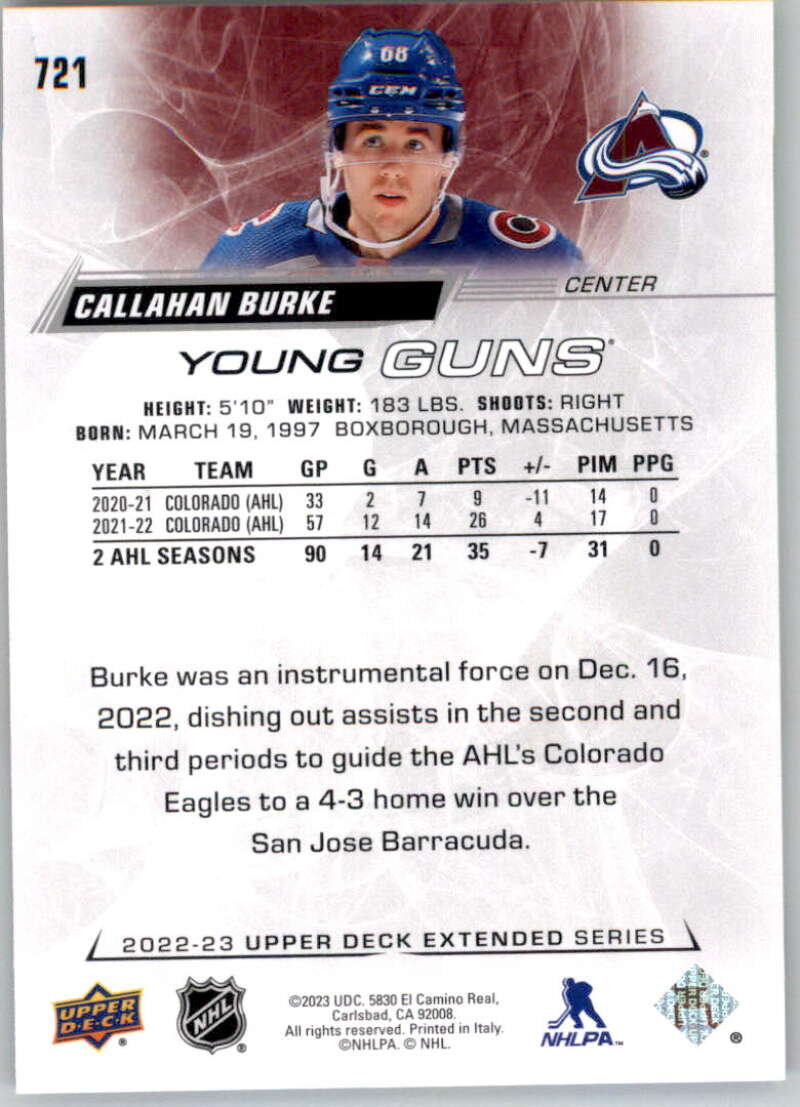 721
68
CCM
CALLAHAN BURKE
CENTER
YOUNG GUNS®
HEIGHT: 5'10" WEIGHT: 183 LBS. SHOOTS: RIGHT
BORN: MARCH 19, 1997 BOXBOROUGH, MASSACHUSETTS
YEAR TEAM GP G A PTS +/- PIM PPG
2020-21 COLORADO (AHL) 33 2 7 9 -11 14 0
2021-22 COLORADO (AHL) 57 12 14 26 4 17 0
2 AHL SEASONS 90 14 21 35 -7 31 0
Burke was an instrumental force on Dec. 16,
2022, dishing out assists in the second and
third periods to guide the AHL's Colorado
Eagles to a 4-3 home win over the
San Jose Barracuda.
2022-23 UPPER DECK EXTENDED SERIES
UPPER
DECK
®
NHL
®
©2023 UDC. 5830 El Camino Real,
Carlsbad, CA 92008.
All rights reserved. Printed in Italy.
©NHLPA. © NHL.
NHLPA™
®